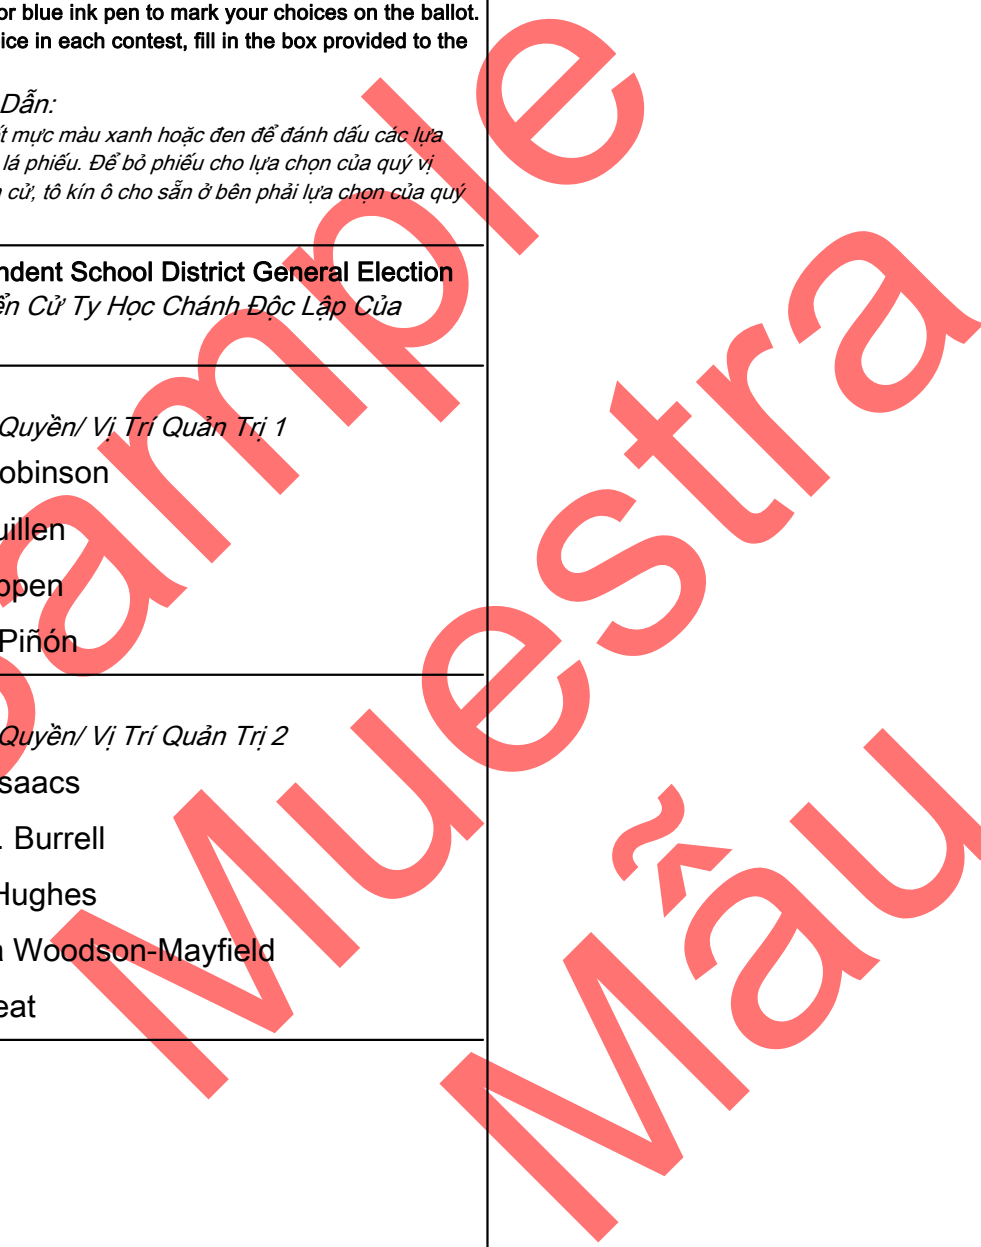 or blue ink pen to mark your choices on the ballot.
ice in each contest, fill in the box provided to the
Dẫn:
t mực màu xanh hoặc đen để đánh dấu các lựa
lá phiếu. Để bỏ phiếu cho lựa chọn của quý vị
cử, tô kín ô cho sẵn ở bên phải lựa chọn của quý
ndent School District General Election
ển Cử Ty Học Chánh Độc Lập Của
Quyền/ Vị Trí Quản Trị 1
obinson
uillen
ppen
Piñón
Quyền/ Vị Trí Quản Trị 2
saacs
. Burrell
Hughes
a Woodson-Mayfield
eat
Sample
Muestra
Mẫu